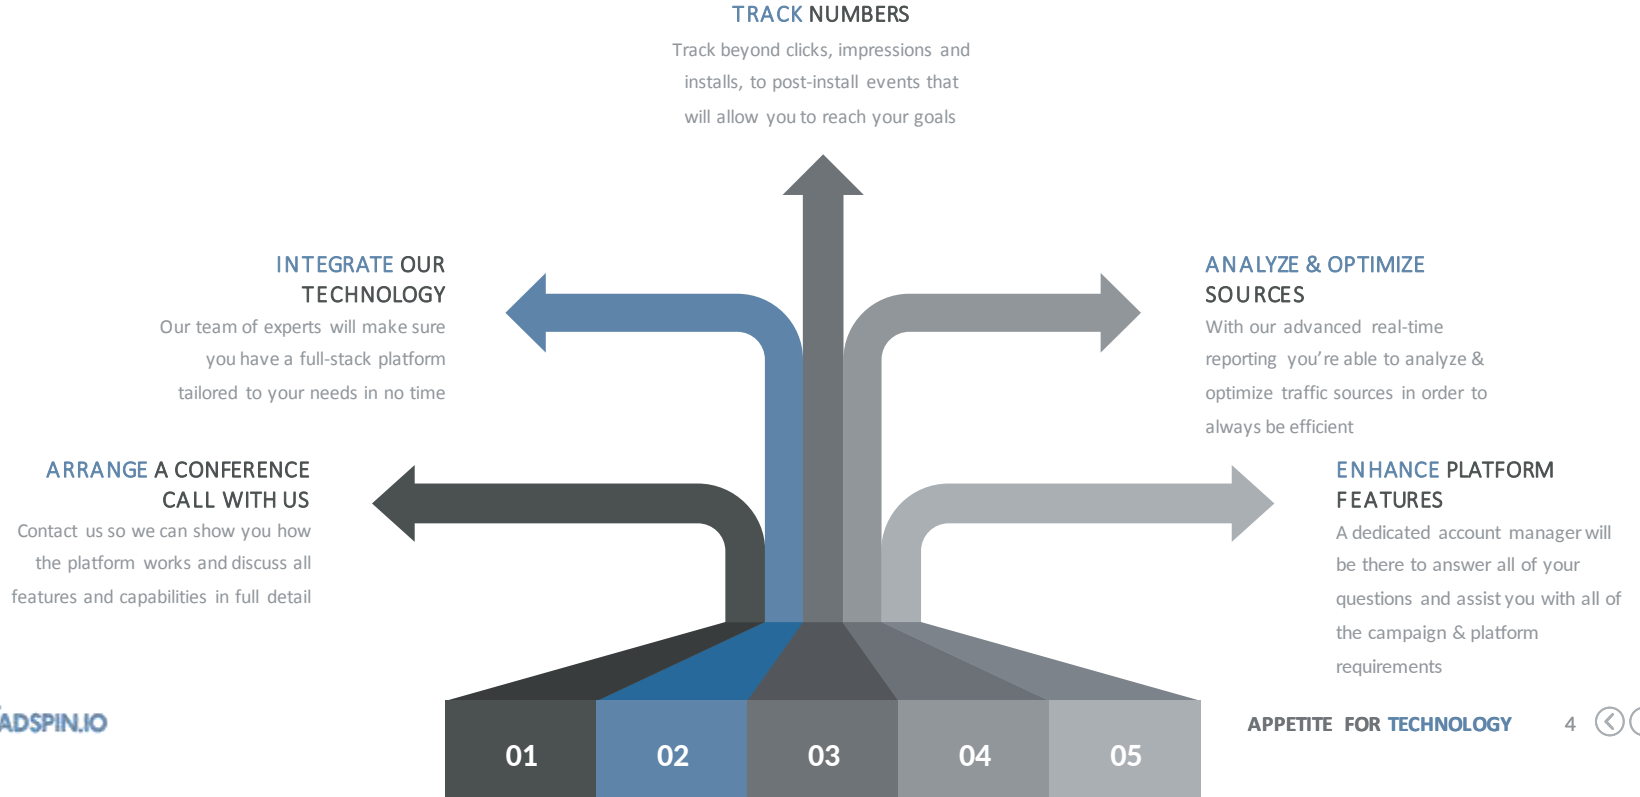 TRACK NUMBERS
Track beyond clicks, impressions and
installs, to post-install events that
will allow you to reach your goals
INTEGRATE OUR
TECHNOLOGY
Our team of experts will make sure
you have a full-stack platform
tailored to your needs in no time
ANALYZE & OPTIMIZE
SOURCES
With our advanced real-time
reporting you’re able to analyze &
optimize traffic sources in order to
always be efficient
ARRANGE A CONFERENCE
CALL WITH US
Contact us so we can show you how
the platform works and discuss all
features and capabilities in full detail
ENHANCE PLATFORM
FEATURES
A dedicated account manager will
be there to answer all of your
questions and assist you with all of
the campaign & platform
requirements
ADSPIN.IO
01 02 03 04 05
APPETITE FOR TECHNOLOGY 4